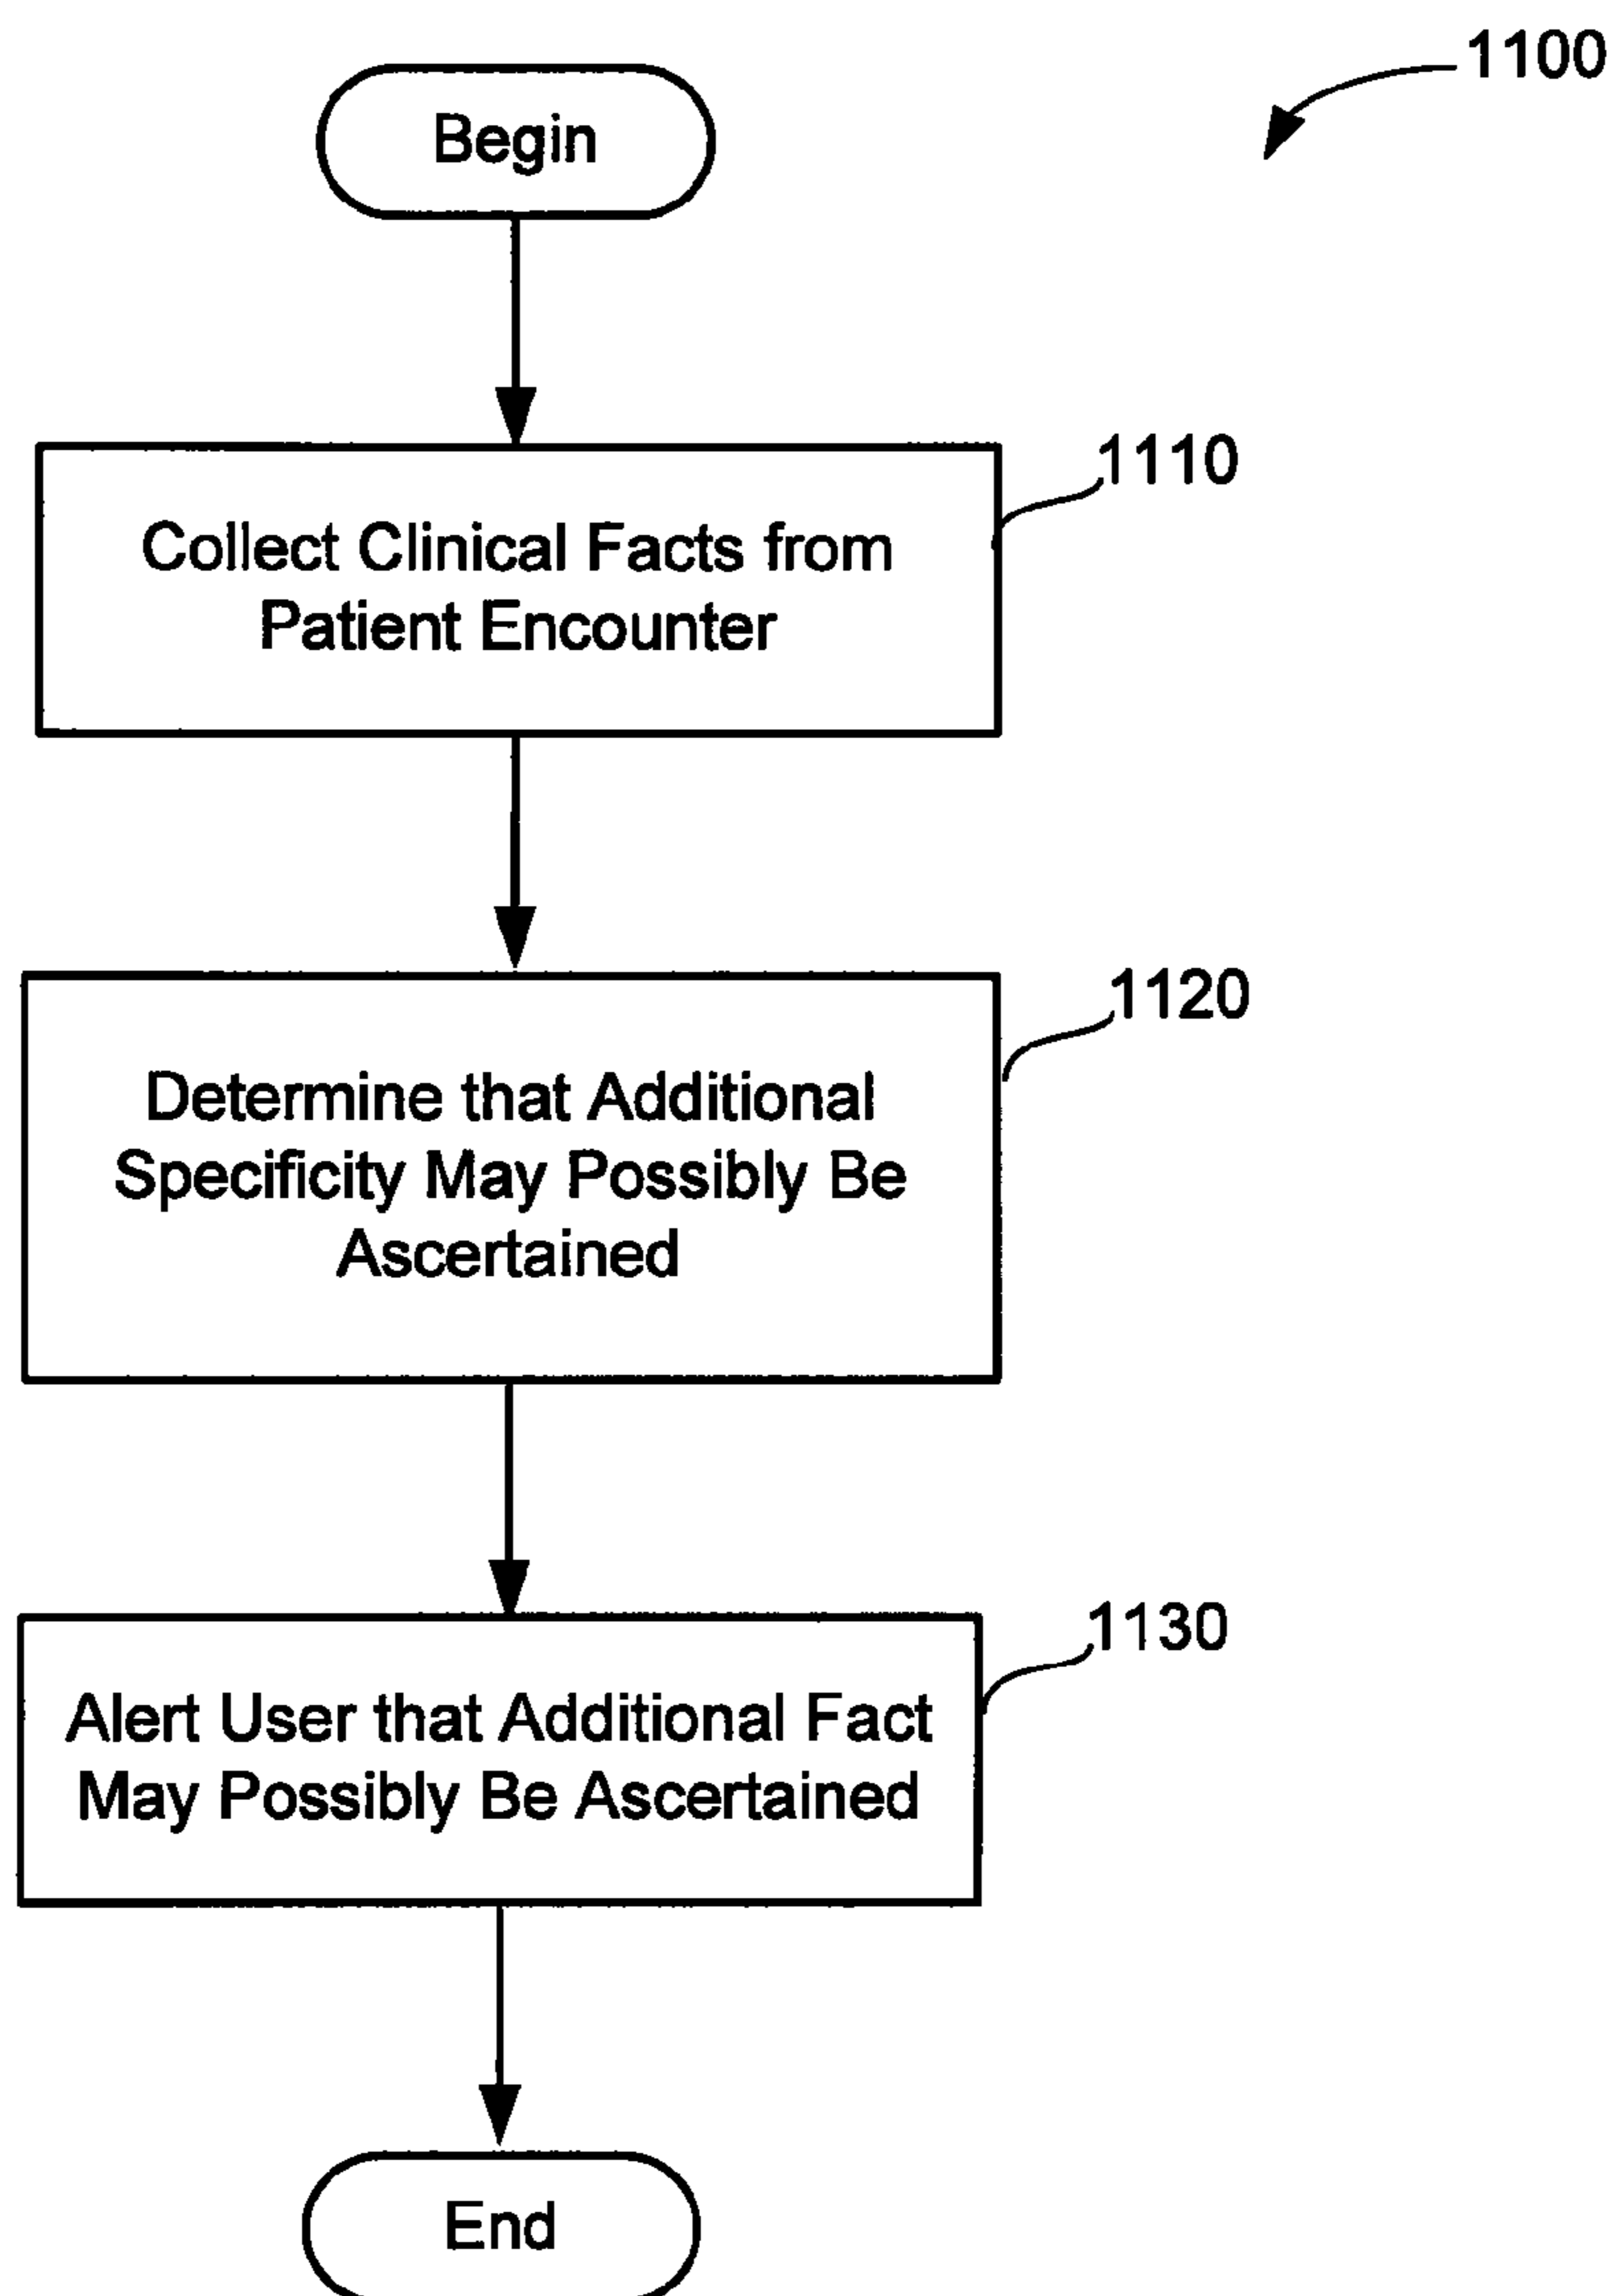 1100
Begin
1110
Collect Clinical Facts from
Patient Encounter
1120
Determine that Additional
Specificity May Possibly Be
Ascertained
1130
Alert User that Additional Fact
May Possibly Be Ascertained
End